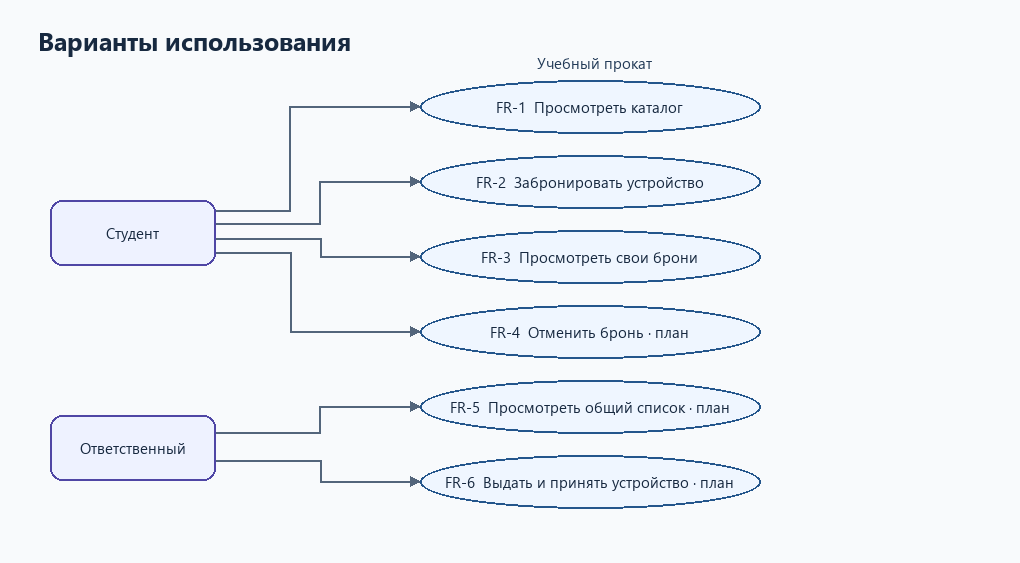 Варианты использования
Учебный прокат
FR-1 Просмотреть каталог
FR-2 Забронировать устройство
Студент
FR-3 Просмотреть свои брони
FR-4 Отменить бронь · план
FR-5 Просмотреть общий список · план
Ответственный
FR-6 Выдать и принять устройство · план